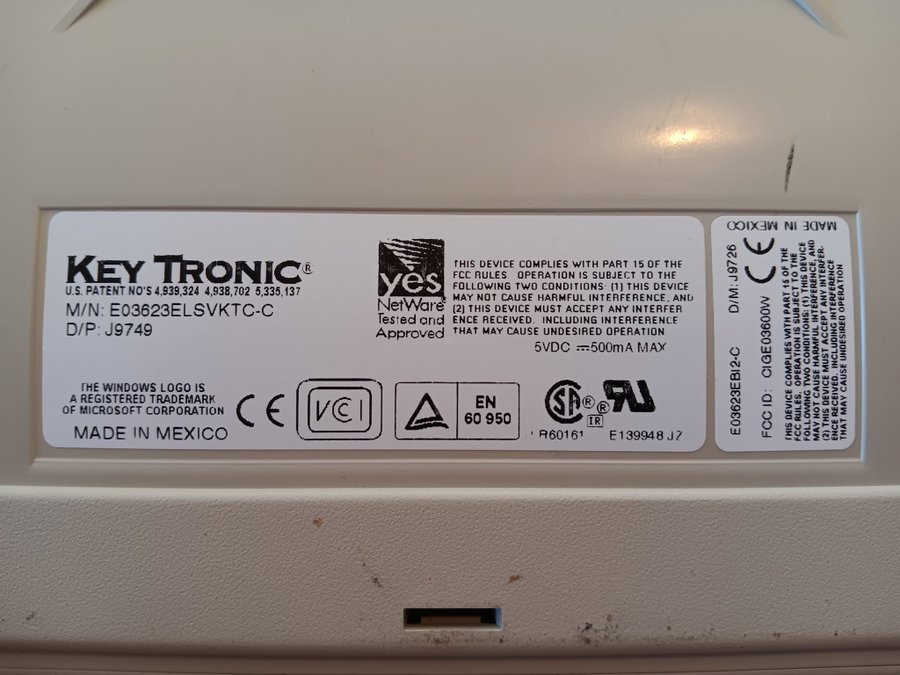 KEY TRONIC®
U.S. PATENT NO'S 4,939,324 4,938,702 5,335,137
M/N: E03623ELSVKTC-C
D/P: J9749
yes
NetWare
Tested and
Approved
THIS DEVICE COMPLIES WITH PART 15 OF THE
FCC RULES OPERATION IS SUBJECT TO THE
FOLLOWING TWO CONDITIONS: (1) THIS DEVICE
MAY NOT CAUSE HARMFUL INTERFERENCE, AND
(2) THIS DEVICE MUST ACCEPT ANY INTERFER
ENCE RECEIVED. INCLUDING INTERFERENCE
THAT MAY CAUSE UNDESIRED OPERATION
5VDC ⎓500mA MAX
THE WINDOWS LOGO IS
A REGISTERED TRADEMARK
OF MICROSOFT CORPORATION
MADE IN MEXICO
CE
VCI
EN
60 950
SA ®
LR60161
® UR
IR
E139948 JZ
MADE IN MEXICO
E03623EBI2-C D/M: J9726
FCC ID: CIGE03600W CE
THIS DEVICE COMPLIES WITH PART 15 OF THE
FCC RULES. OPERATION IS SUBJECT TO THE
FOLLOWING TWO CONDITIONS: (1) THIS DEVICE
MAY NOT CAUSE HARMFUL INTERFERENCE, AND
(2) THIS DEVICE MUST ACCEPT ANY INTERFER-
ENCE RECEIVED INCLUDING INTERFERENCE
THAT MAY CAUSE UNDESIRED OPERATION